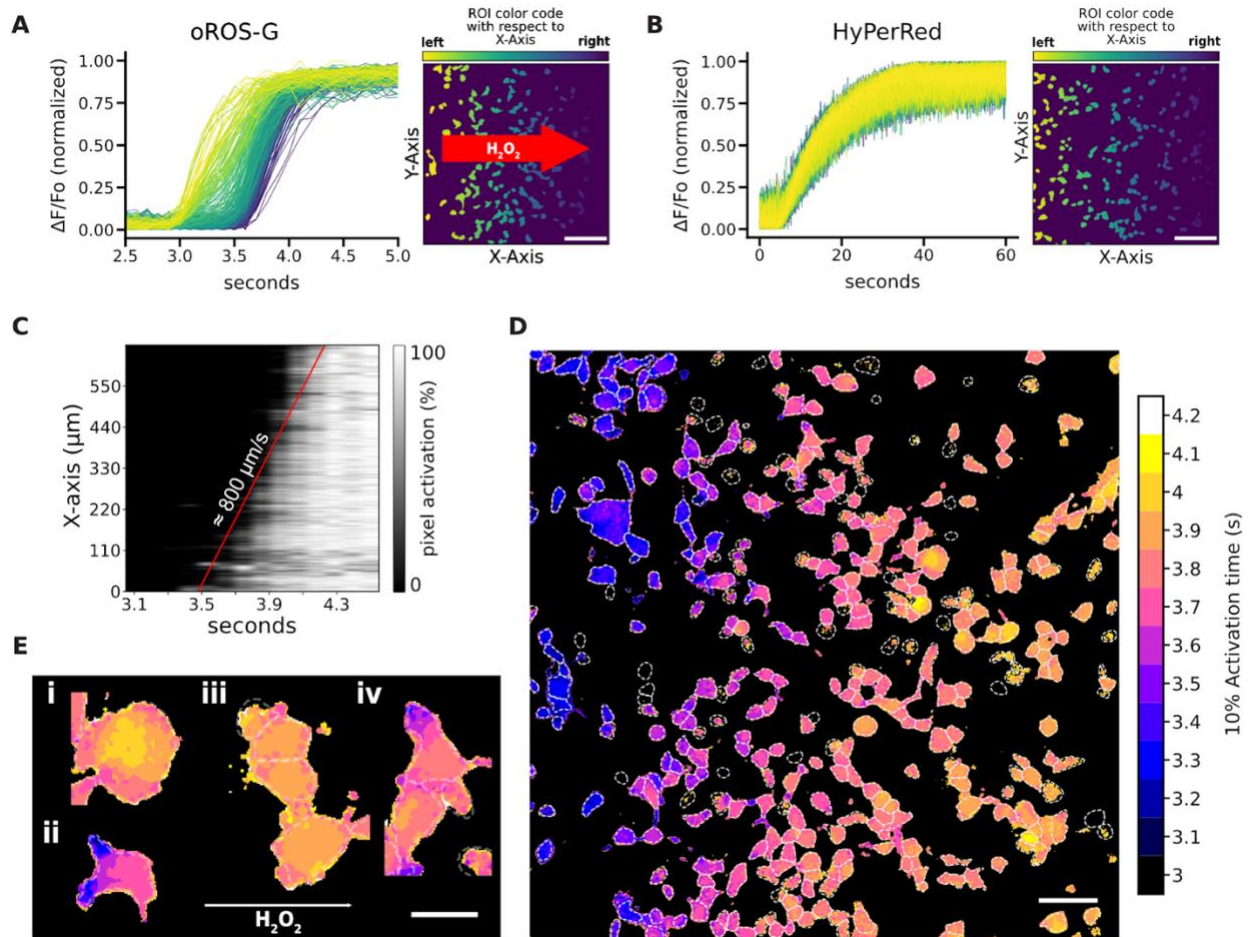 A
oROS-G
ΔF/Fo (normalized)
1.00
0.75
0.50
0.25
0.00
2.5 3.0 3.5 4.0 4.5 5.0
seconds
ROI color code
with respect to
left X-Axis right
Y-Axis
H₂O₂
X-Axis
B
HyPerRed
ΔF/Fo (normalized)
1.00
0.75
0.50
0.25
0.00
0 20 40 60
seconds
ROI color code
with respect to
left X-Axis right
Y-Axis
X-Axis
C
X-axis (µm)
550
440
330
220
110
0
3.1 3.5 3.9 4.3
seconds
≈ 800 µm/s
100
pixel activation (%)
0
D
4.2
4.1
4
3.9
3.8
3.7
3.6
3.5
3.4
3.3
3.2
3.1
3
10% Activation time (s)
E
i
iii
iv
ii
H₂O₂